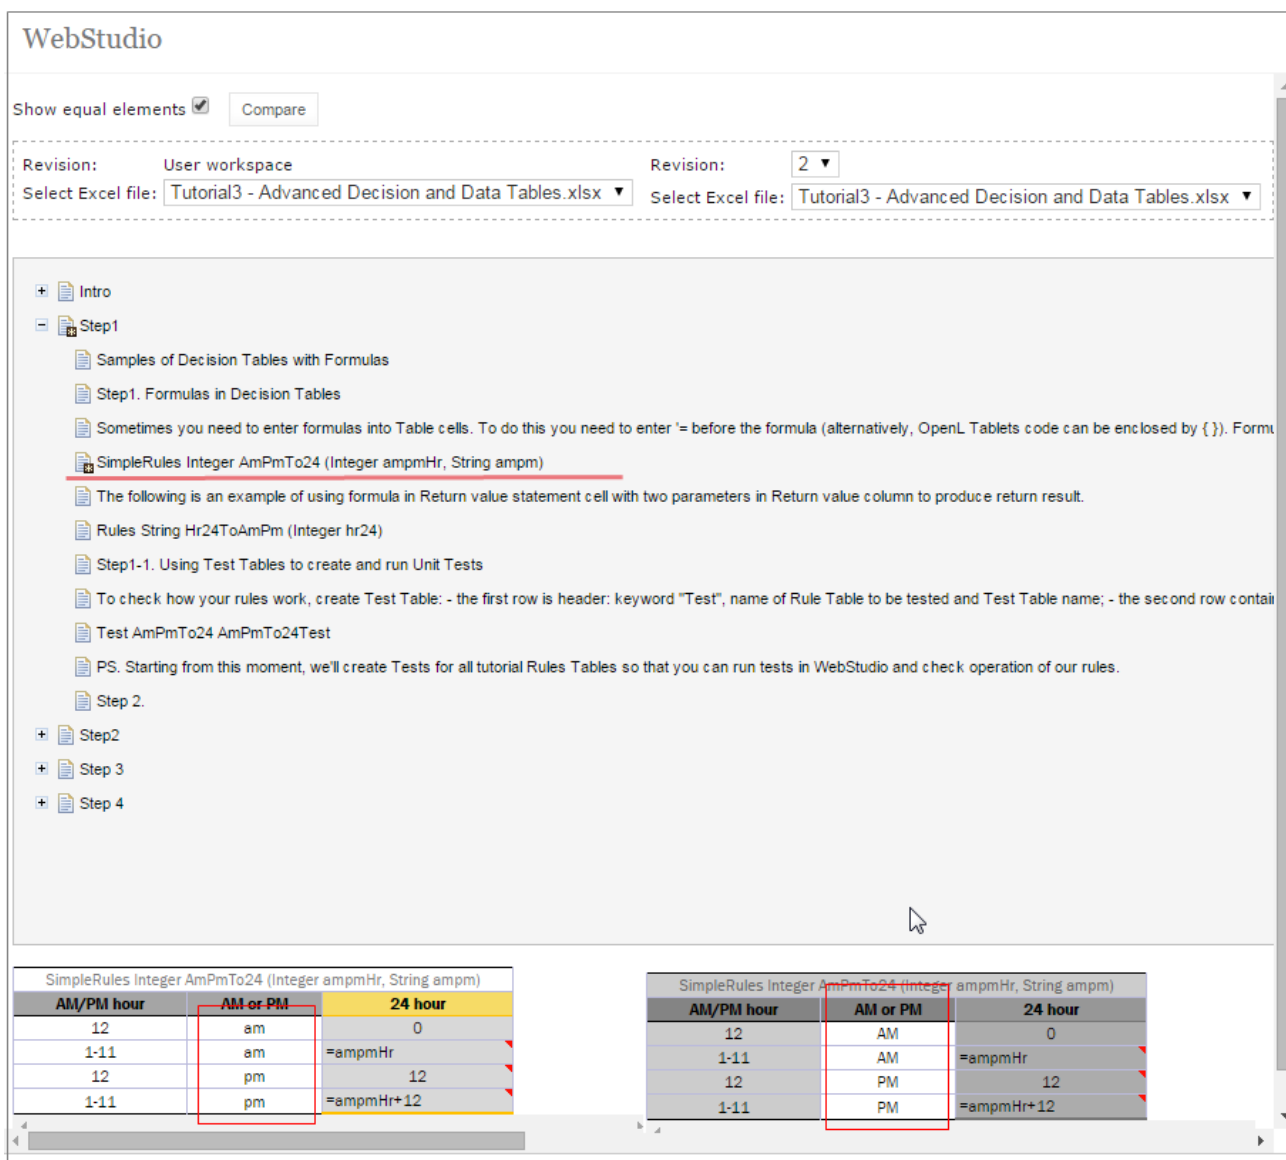 WebStudio
Show equal elements Compare
Revision: User workspace
Select Excel file: Tutorial3 - Advanced Decision and Data Tables.xlsx
Revision: 2
Select Excel file: Tutorial3 - Advanced Decision and Data Tables.xlsx
Intro
Step1
Samples of Decision Tables with Formulas
Step1. Formulas in Decision Tables
Sometimes you need to enter formulas into Table cells. To do this you need to enter '= before the formula (alternatively, OpenL Tablets code can be enclosed by { }). Formu
SimpleRules Integer AmPmTo24 (Integer ampmHr, String ampm)
The following is an example of using formula in Return value statement cell with two parameters in Return value column to produce return result.
Rules String Hr24ToAmPm (Integer hr24)
Step1-1. Using Test Tables to create and run Unit Tests
To check how your rules work, create Test Table: - the first row is header: keyword "Test", name of Rule Table to be tested and Test Table name; - the second row contai
Test AmPmTo24 AmPmTo24Test
PS. Starting from this moment, we'll create Tests for all tutorial Rules Tables so that you can run tests in WebStudio and check operation of our rules.
Step 2.
Step2
Step 3
Step 4
SimpleRules Integer AmPmTo24 (Integer ampmHr, String ampm)
AM/PM hour AM or PM 24 hour
12 am 0
1-11 am =ampmHr
12 pm 12
1-11 pm =ampmHr+12
SimpleRules Integer AmPmTo24 (Integer ampmHr, String ampm)
AM/PM hour AM or PM 24 hour
12 AM 0
1-11 AM =ampmHr
12 PM 12
1-11 PM =ampmHr+12